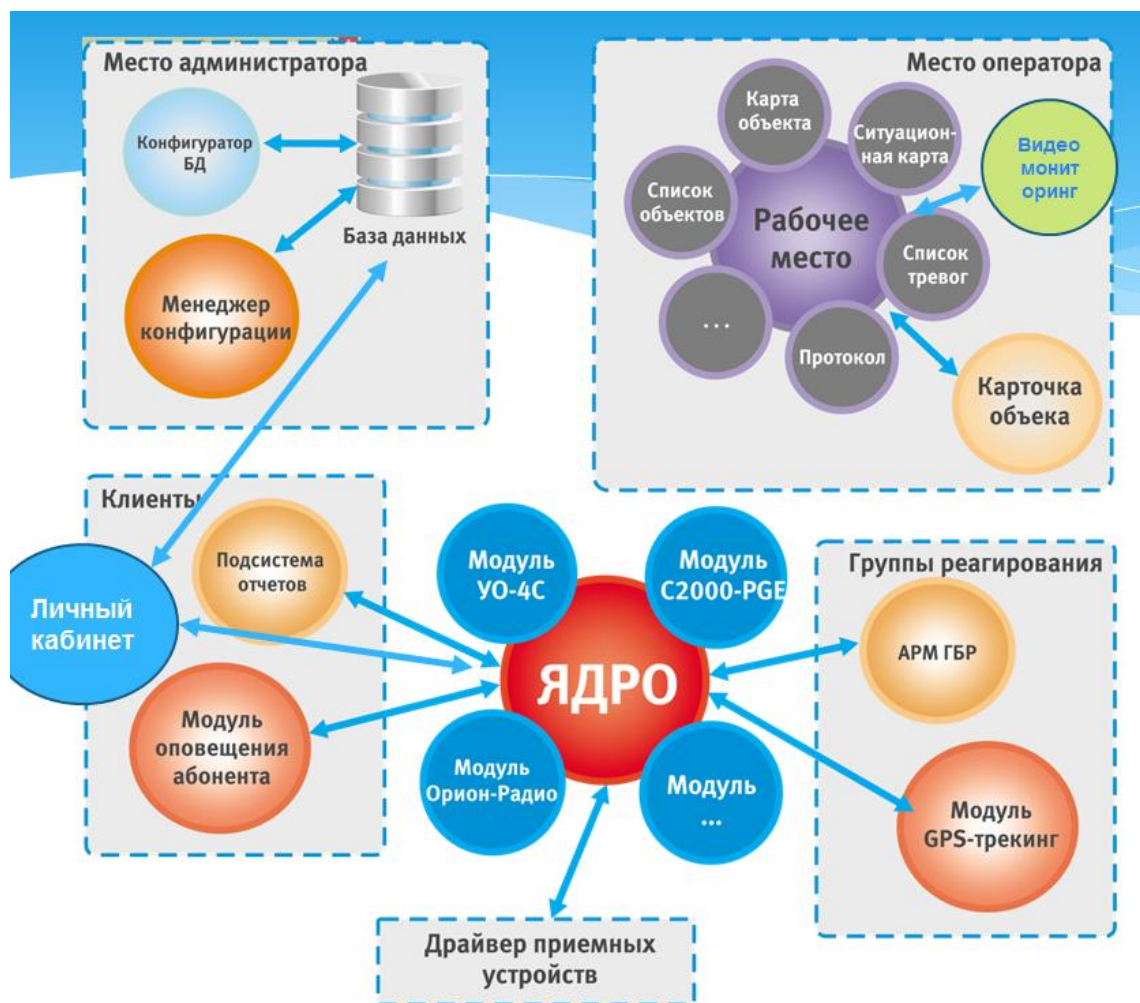 Место администратора
Конфигуратор
БД
База данных
Менеджер
конфигурации
Место оператора
Карта
объекта
Ситуацион-
ная карта
Видео
монит
оринг
Список
объектов
Рабочее
место
Список
тревог
...
Протокол
Карточка
объека
Клиенты
Подсистема
отчетов
Личный
кабинет
Модуль
оповещения
абонента
Модуль
УО-4С
Модуль
С2000-PGE
ЯДРО
Модуль
Орион-Радио
Модуль
...
Группы реагирования
АРМ ГБР
Модуль
GPS-трекинг
Драйвер приемных
устройств